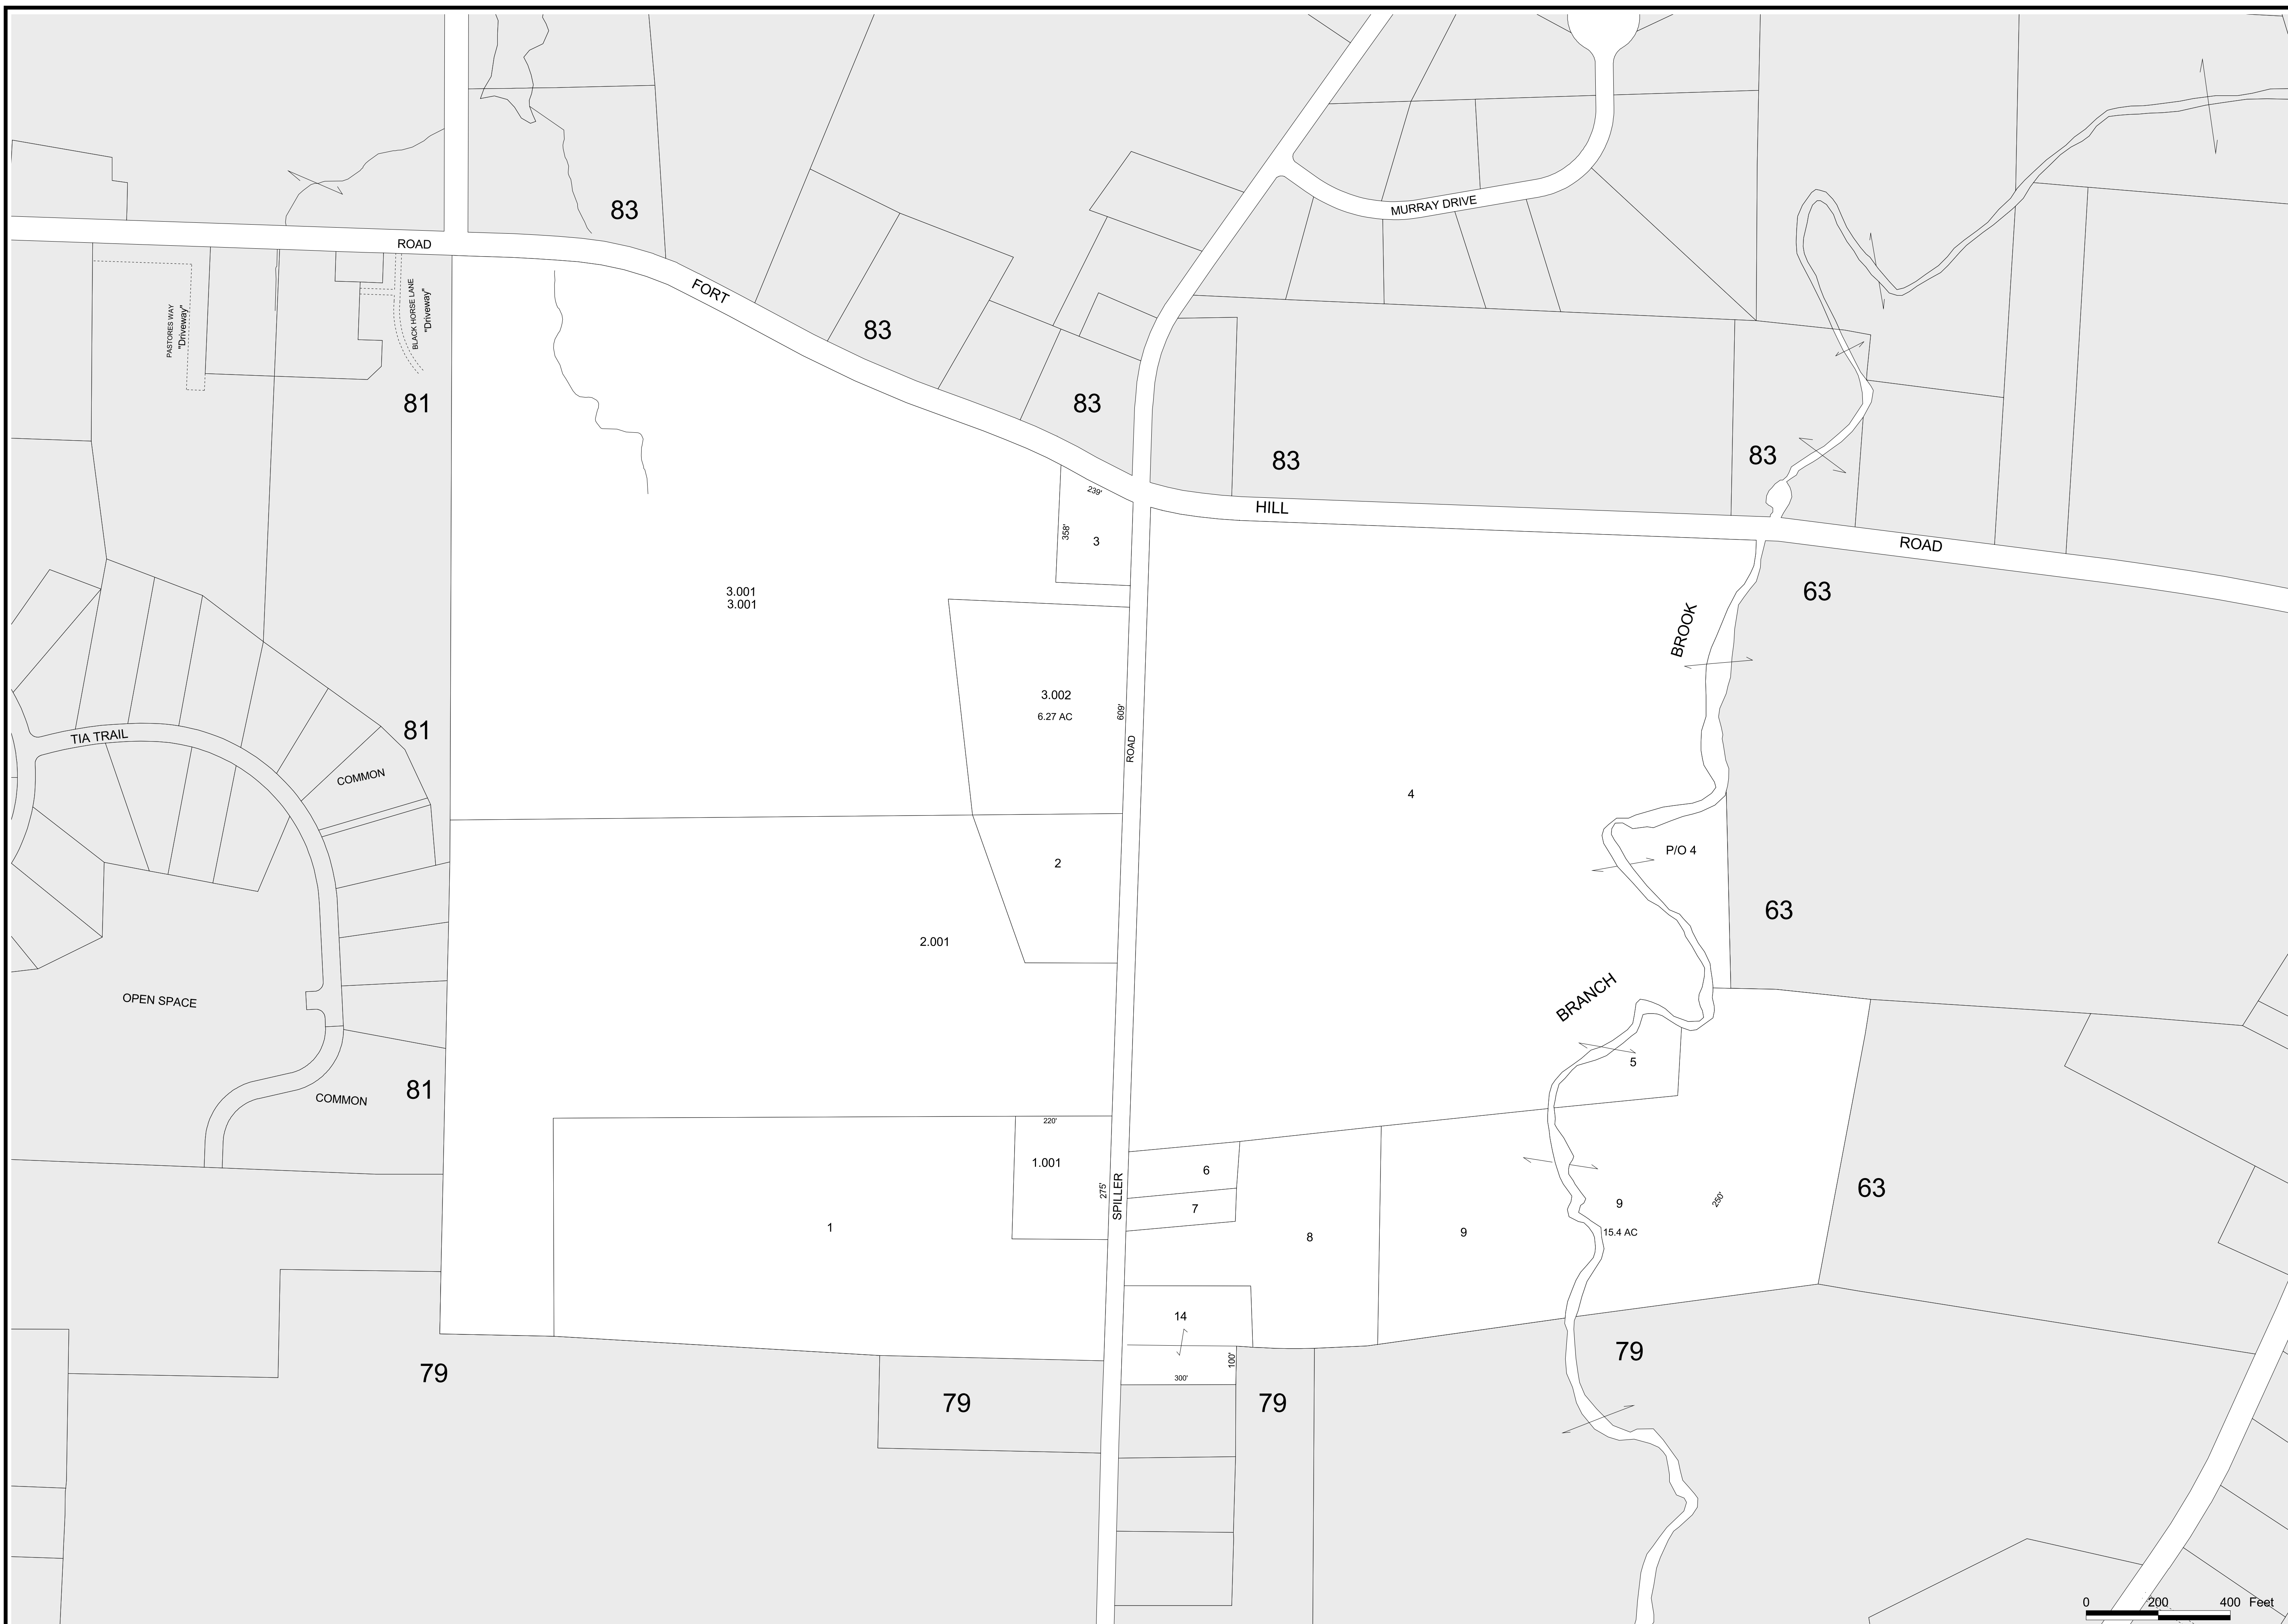 83
MURRAY DRIVE
ROAD
FORT
PASTORES WAY
"Driveway"
BLACK HORSE LANE
"Driveway"
83
81
83
83
83
239'
HILL
358'
3
ROAD
3.001
3.001
63
BROOK
3.002
6.27 AC
609'
ROAD
TIA TRAIL
81
COMMON
4
P/O 4
2
63
2.001
OPEN SPACE
BRANCH
5
81
COMMON
220'
1.001
275'
SPILLER
6
7
63
1
8
9
9
15.4 AC
250'
14
79
100'
300'
79
79
79
0 200 400 Feet